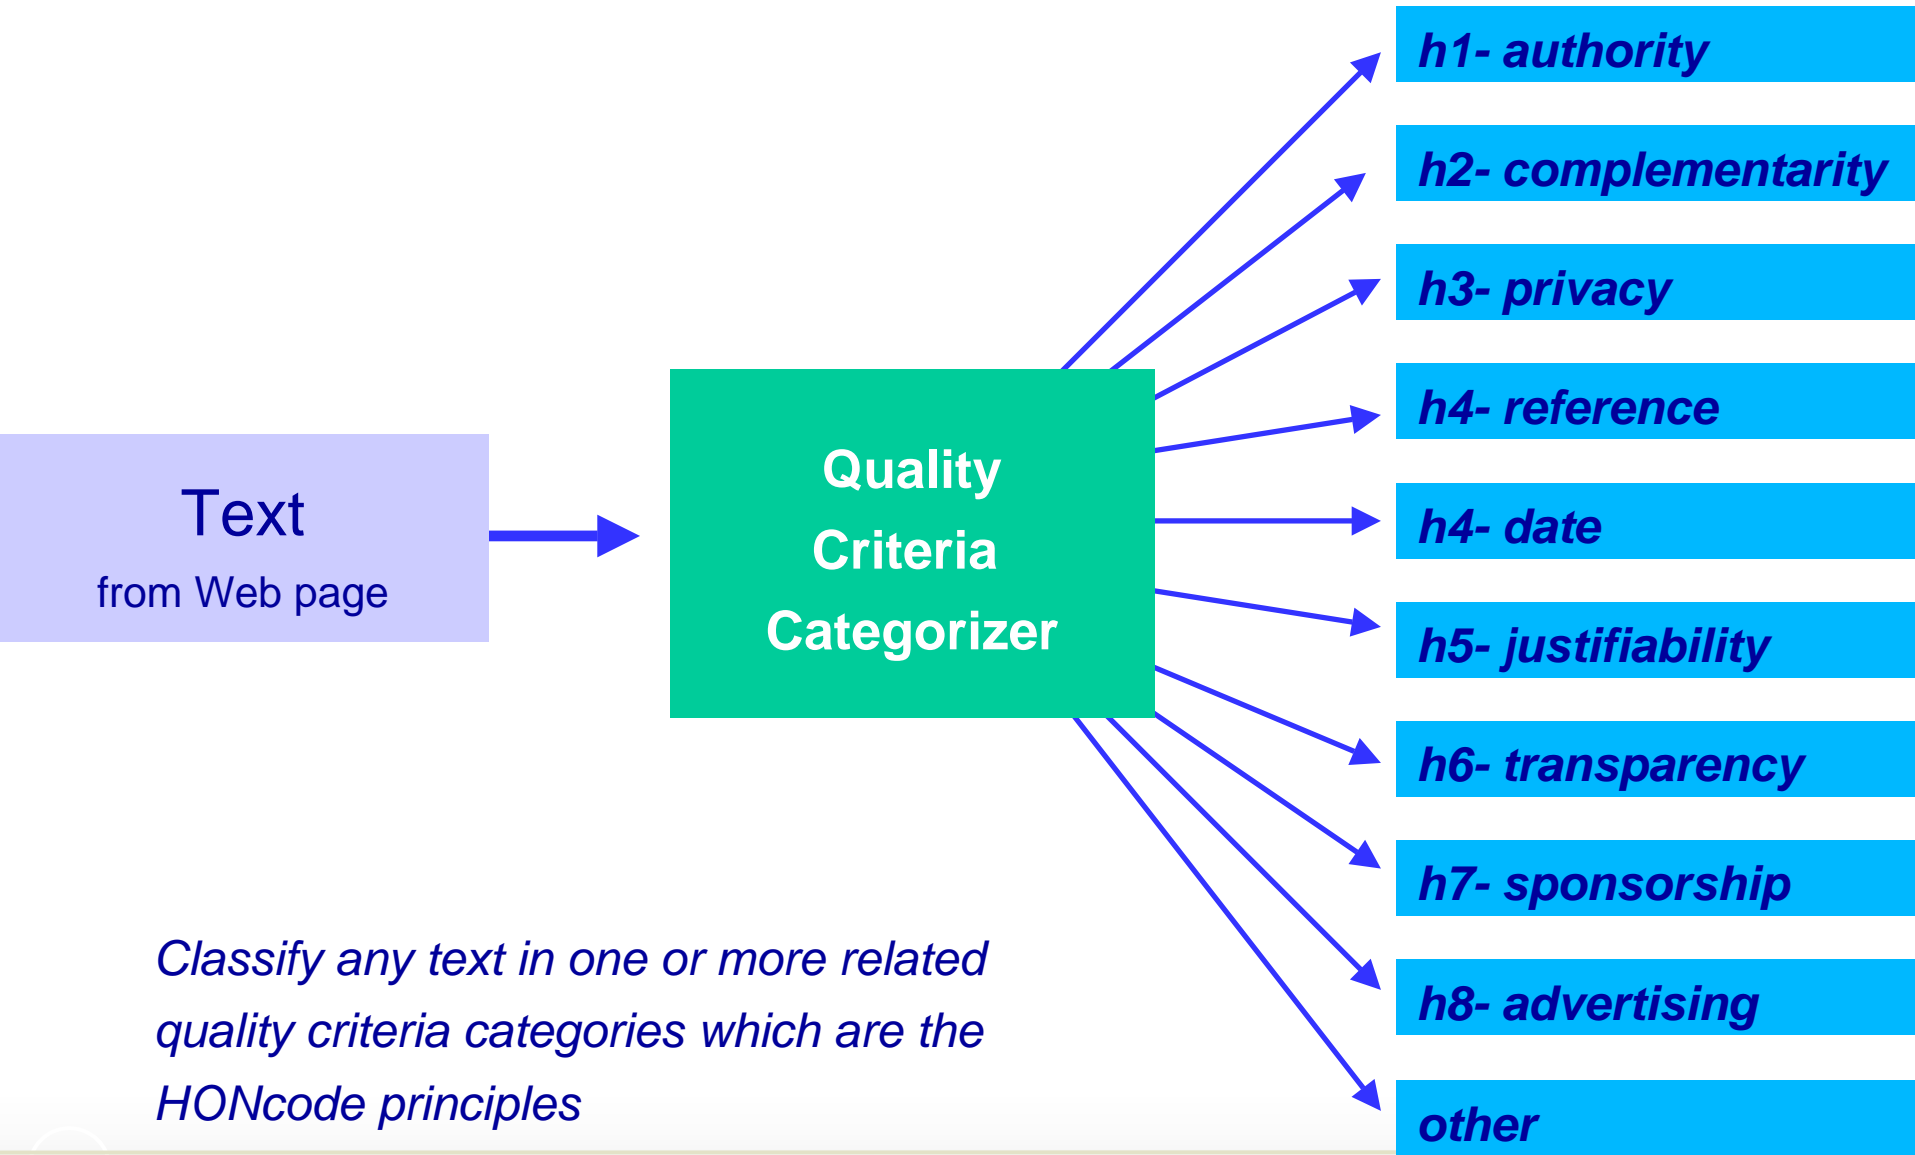 Text
from Web page
Quality
Criteria
Categorizer
h1- authority
h2- complementarity
h3- privacy
h4- reference
h4- date
h5- justifiability
h6- transparency
h7- sponsorship
h8- advertising
other
Classify any text in one or more related
quality criteria categories which are the
HONcode principles